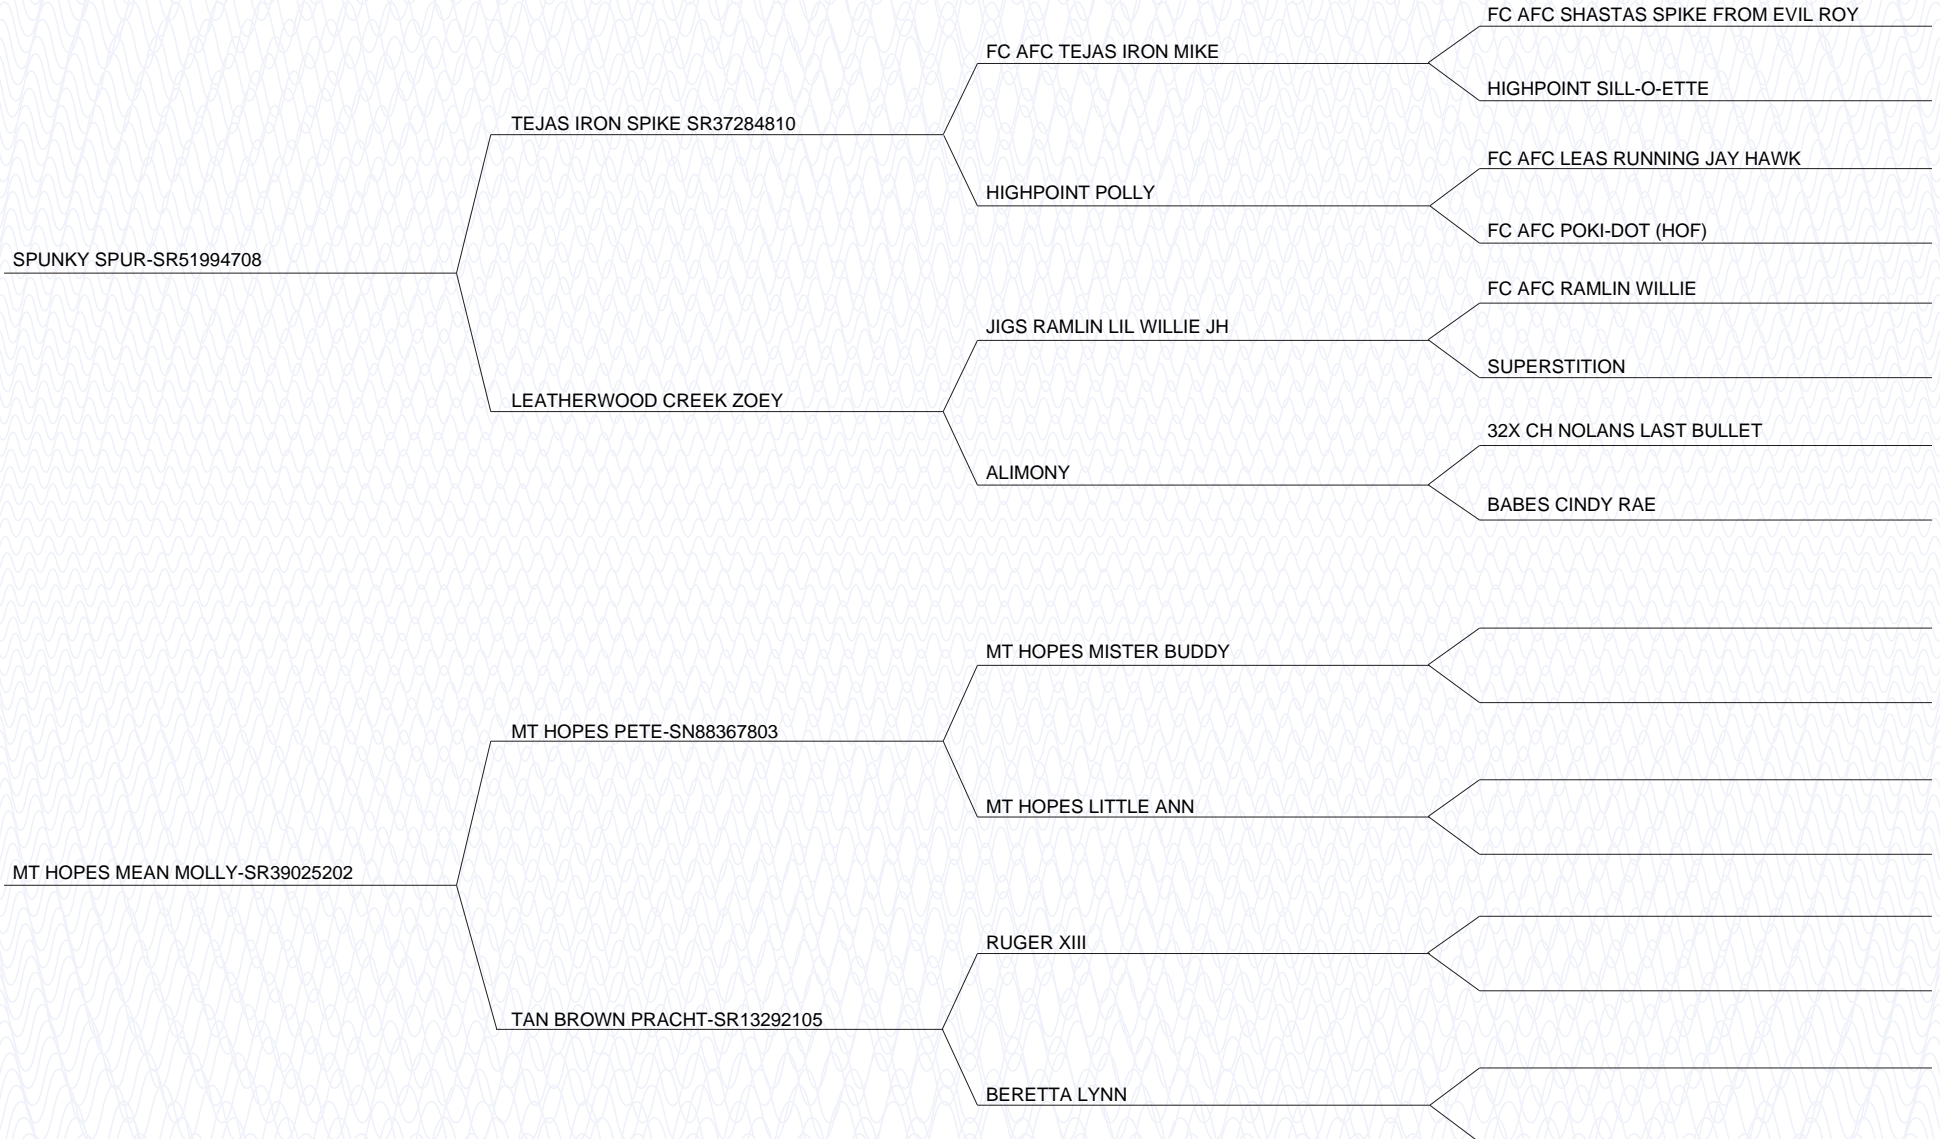 FC AFC SHASTAS SPIKE FROM EVIL ROY
FC AFC TEJAS IRON MIKE
HIGHPOINT SILL-O-ETTE
TEJAS IRON SPIKE SR37284810
FC AFC LEAS RUNNING JAY HAWK
HIGHPOINT POLLY
FC AFC POKI-DOT (HOF)
SPUNKY SPUR-SR51994708
FC AFC RAMLIN WILLIE
JIGS RAMLIN LIL WILLIE JH
SUPERSTITION
LEATHERWOOD CREEK ZOEY
32X CH NOLANS LAST BULLET
ALIMONY
BABES CINDY RAE
MT HOPES MISTER BUDDY
MT HOPES PETE-SN88367803
MT HOPES LITTLE ANN
MT HOPES MEAN MOLLY-SR39025202
RUGER XIII
TAN BROWN PRACHT-SR13292105
BERETTA LYNN